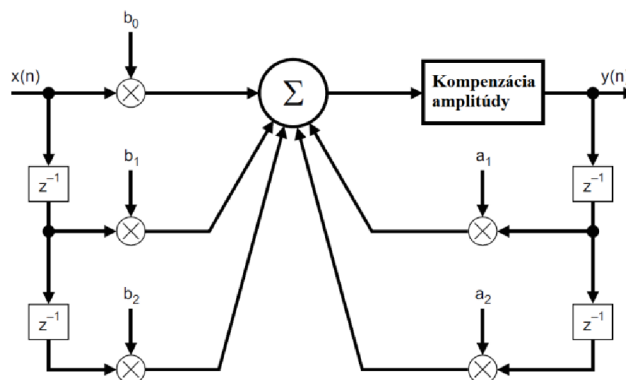 b₀
x(n)
Σ
Kompenzácia
amplitúdy
y(n)
z⁻¹
b₁
a₁
z⁻¹
z⁻¹
b₂
a₂
z⁻¹